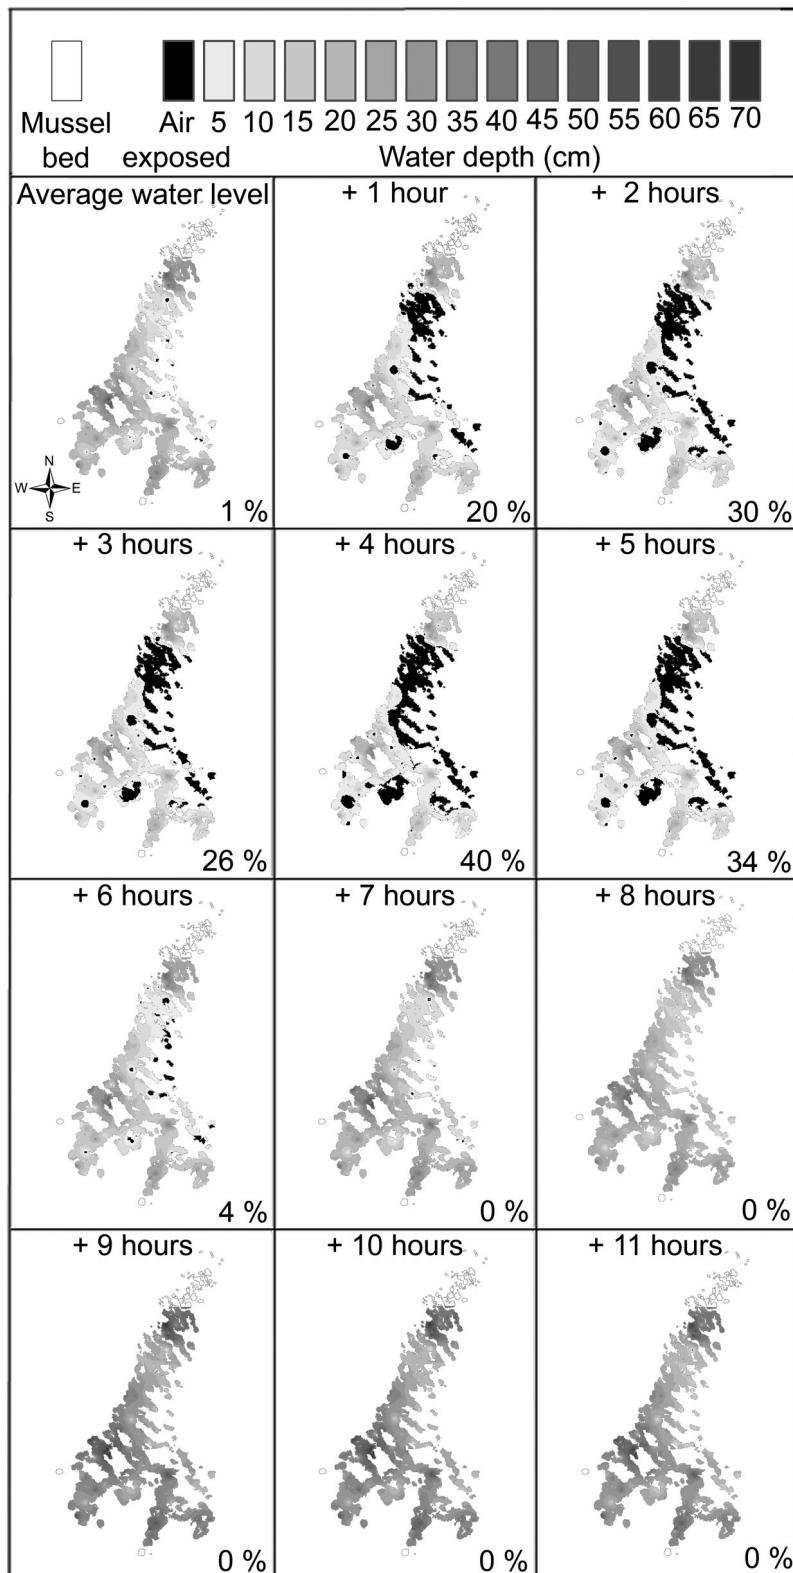 Mussel bed
Air exposed
5 10 15 20 25 30 35 40 45 50 55 60 65 70
Water depth (cm)
Average water level
N
W E
S
1 %
+ 1 hour
20 %
+ 2 hours
30 %
+ 3 hours
26 %
+ 4 hours
40 %
+ 5 hours
34 %
+ 6 hours
4 %
+ 7 hours
0 %
+ 8 hours
0 %
+ 9 hours
0 %
+ 10 hours
0 %
+ 11 hours
0 %